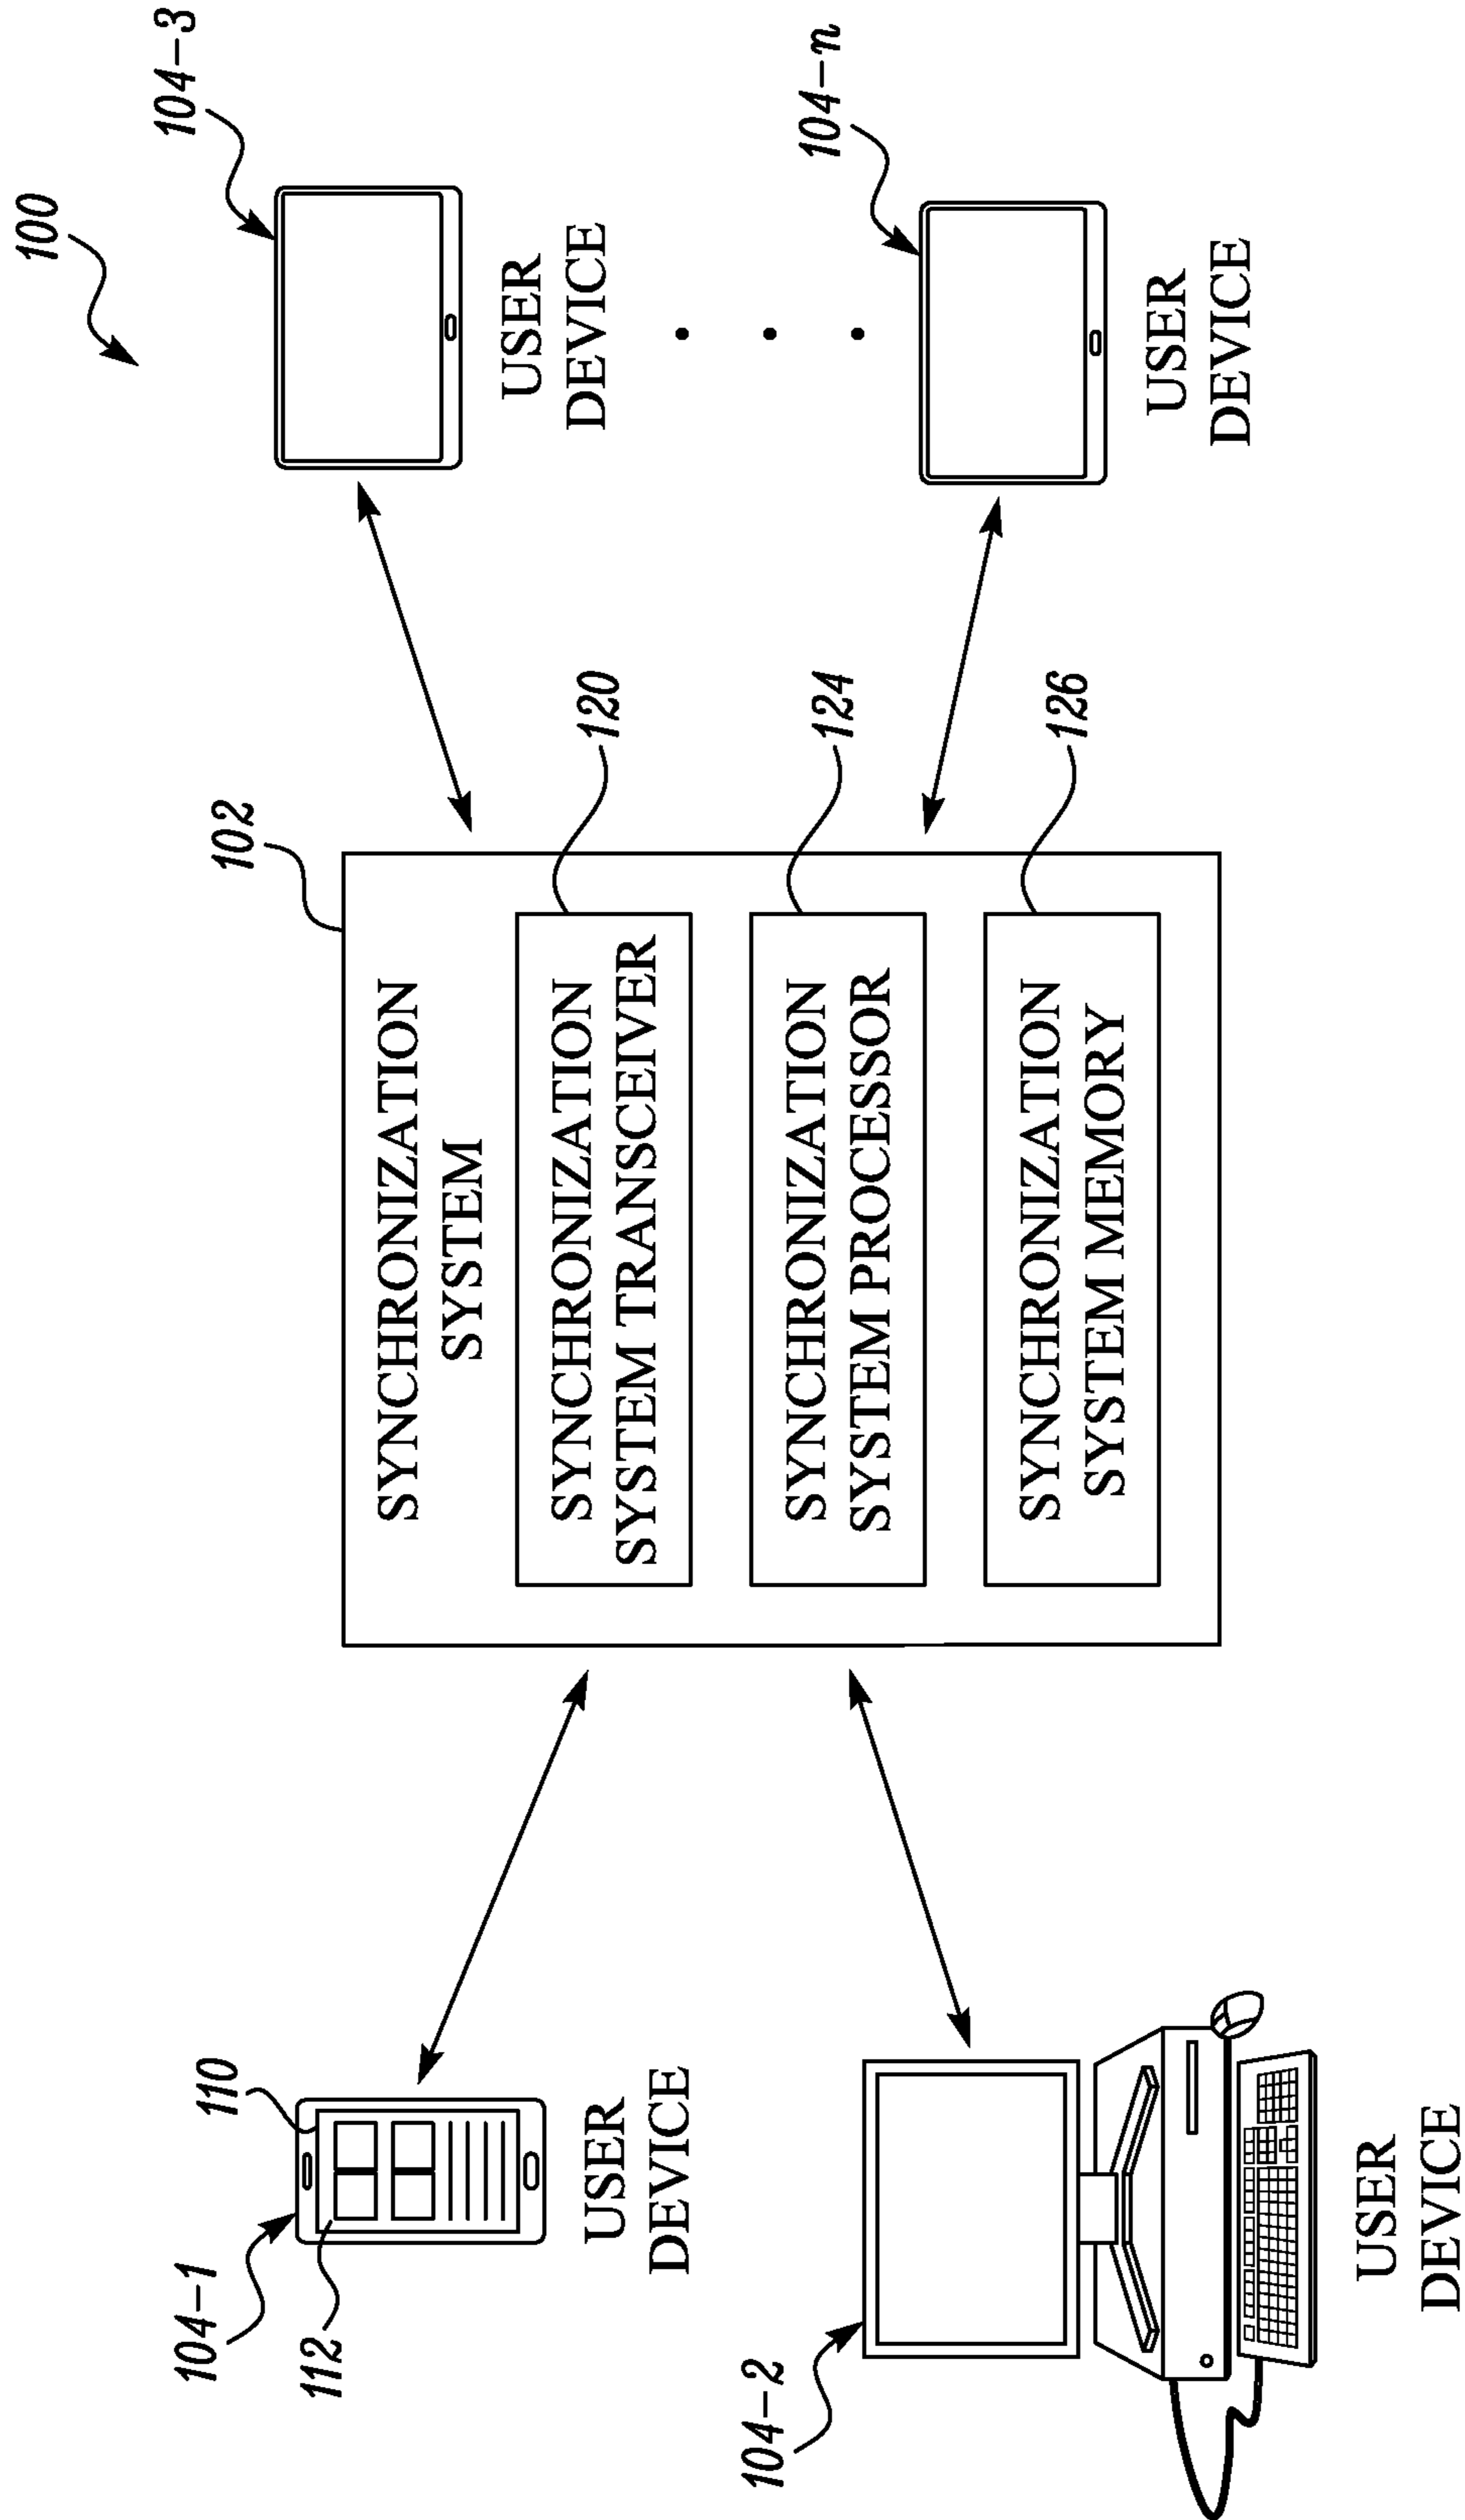 100
104-1
110
112
USER
DEVICE
104-2
USER
DEVICE
102
SYNCHRONIZATION
SYSTEM
SYNCHRONIZATION
SYSTEM TRANSCEIVER
120
SYNCHRONIZATION
SYSTEM PROCESSOR
124
SYNCHRONIZATION
SYSTEM MEMORY
126
104-3
USER
DEVICE
104-n
USER
DEVICE